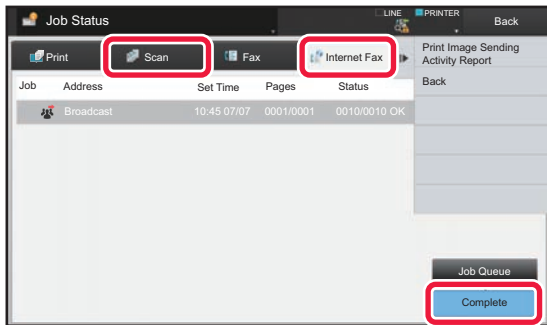 Job Status
LINE
PRINTER
Back
Print
Scan
Fax
Internet Fax
Print Image Sending
Activity Report
Back
Job Address Set Time Pages Status
Broadcast 10:45 07/07 0001/0001 0010/0010 OK
Job Queue
Complete